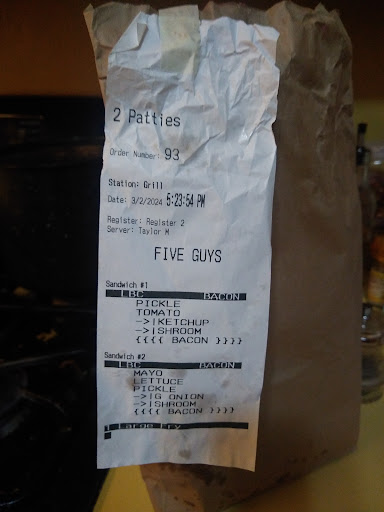 2 Patties
Order Number: 93
Station: Grill
Date: 3/2/2024 5:23:54 PM
Register: Register 2
Server: Taylor M
FIVE GUYS
Sandwich #1
LBC BACON
PICKLE
TOMATO
->|KETCHUP
->|SHROOM
{{{{ BACON }}}}
Sandwich #2
LBC BACON
MAYO
LETTUCE
PICKLE
->|G ONION
->|SHROOM
{{{{ BACON }}}}
1 Large Fry